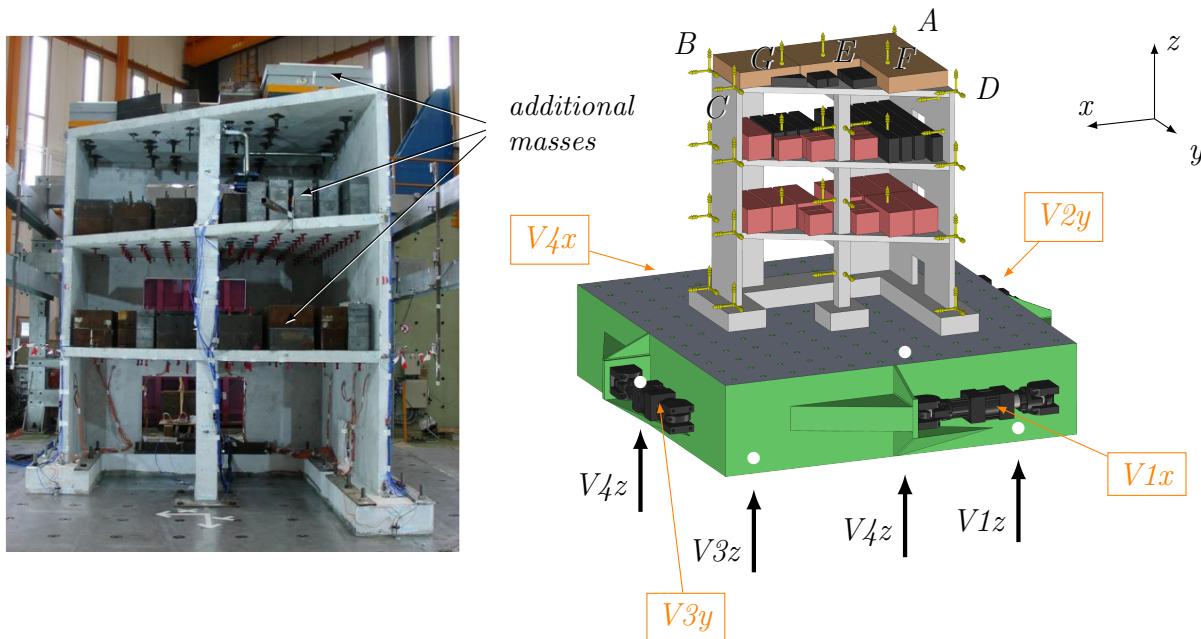 additional
masses
A
B
G
E
F
C
D
z
x
y
V4x
V2y
V4z
V3z
V4z
V1z
V1x
V3y